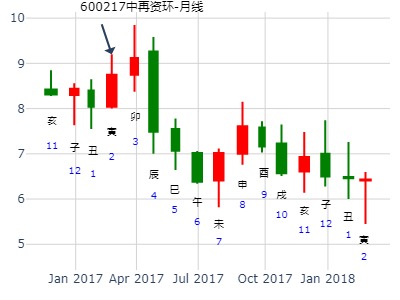 600217中再资环-月线
10
9
8
7
6
5
亥
11
子
12
丑
1
寅
2
卯
3
辰
4
巳
5
午
6
未
7
申
8
酉
9
戌
10
亥
11
子
12
丑
1
寅
2
Jan 2017
Apr 2017
Jul 2017
Oct 2017
Jan 2018